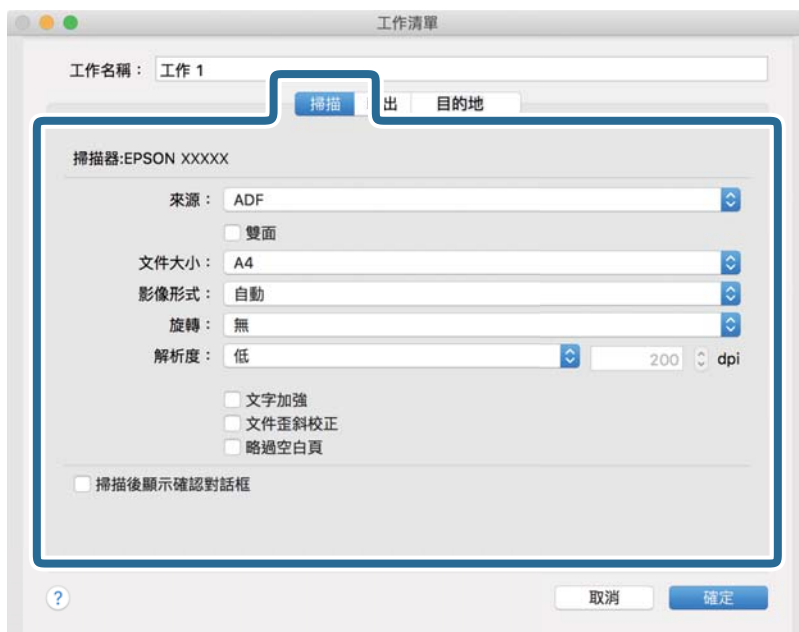 工作清單
工作名稱： 工作 1
掃描 出 目的地
掃描器:EPSON XXXXX
來源： ADF
雙面
文件大小： A4
影像形式： 自動
旋轉： 無
解析度： 低 200 dpi
文字加強
文件歪斜校正
略過空白頁
掃描後顯示確認對話框
? 取消 確定